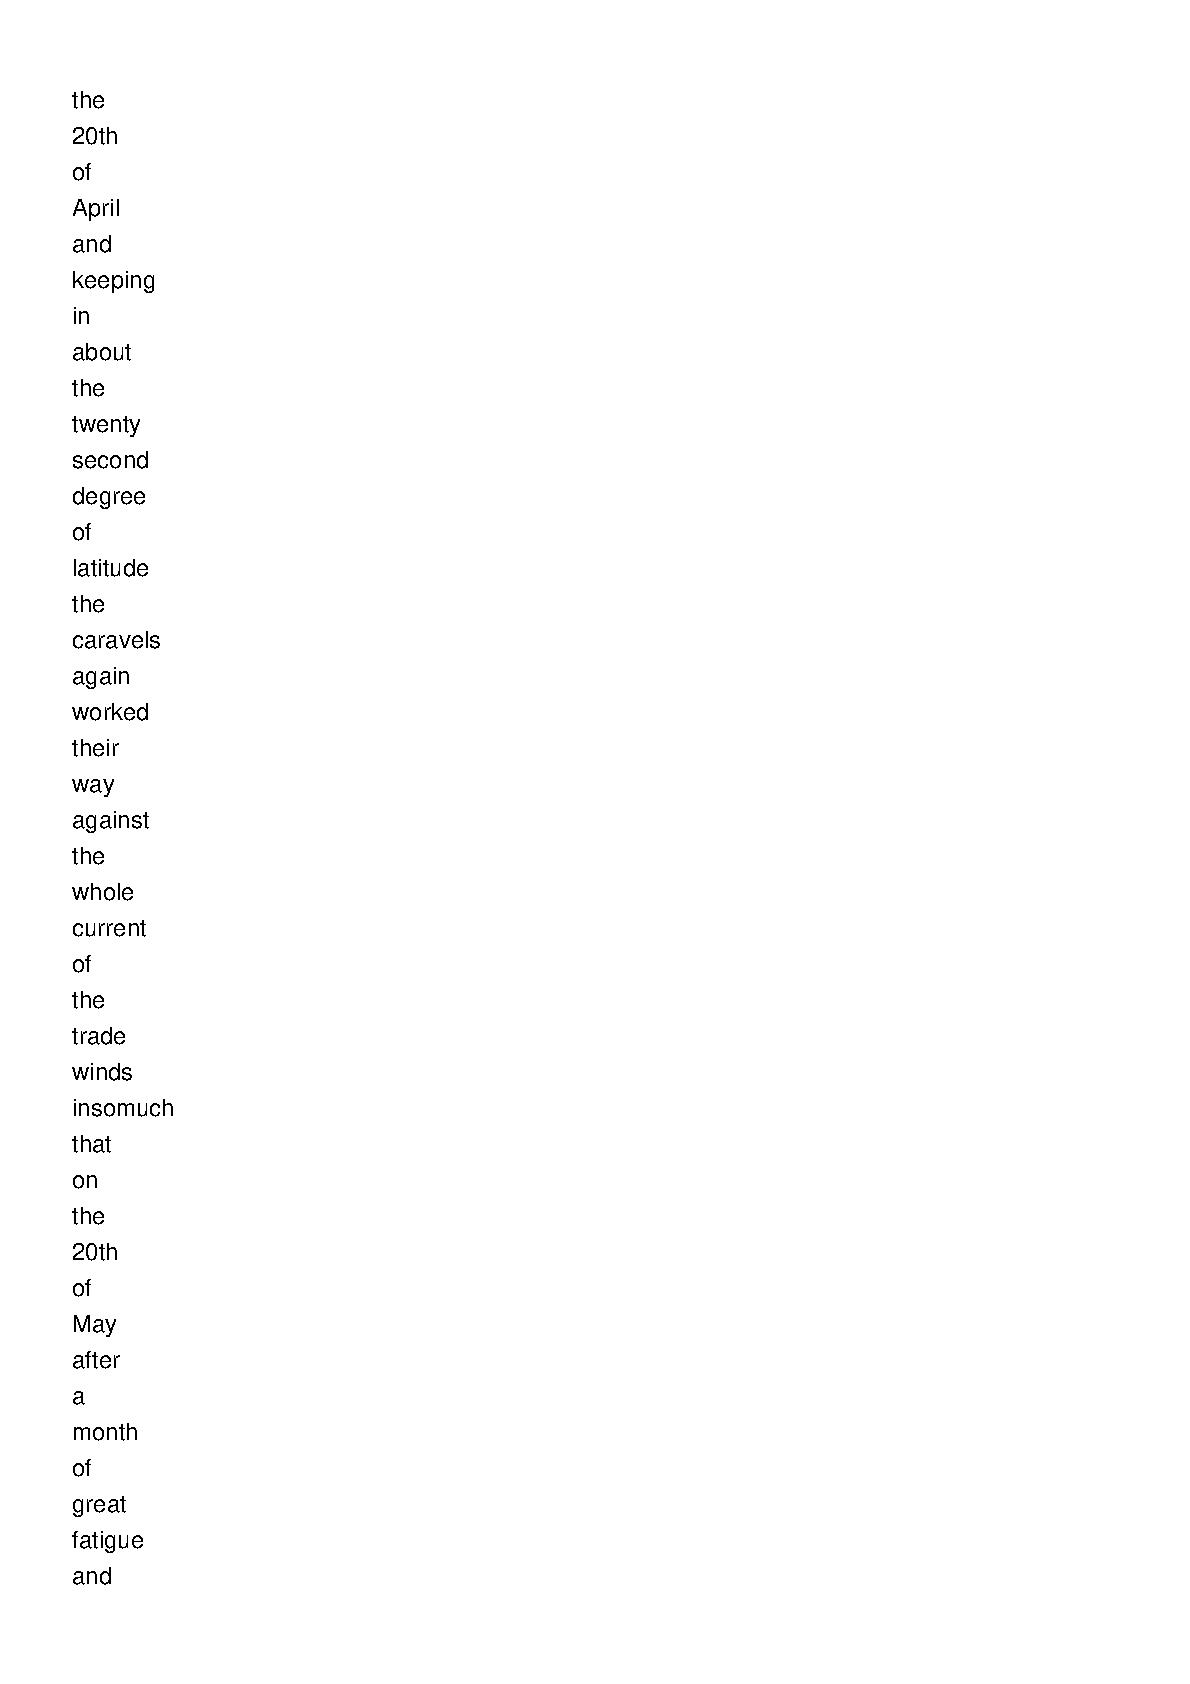 the
20th
of
April
and
keeping
in
about
the
twenty
second
degree
of
latitude
the
caravels
again
worked
their
way
against
the
whole
current
of
the
trade
winds
insomuch
that
on
the
20th
of
May
after
a
month
of
great
fatigue
and